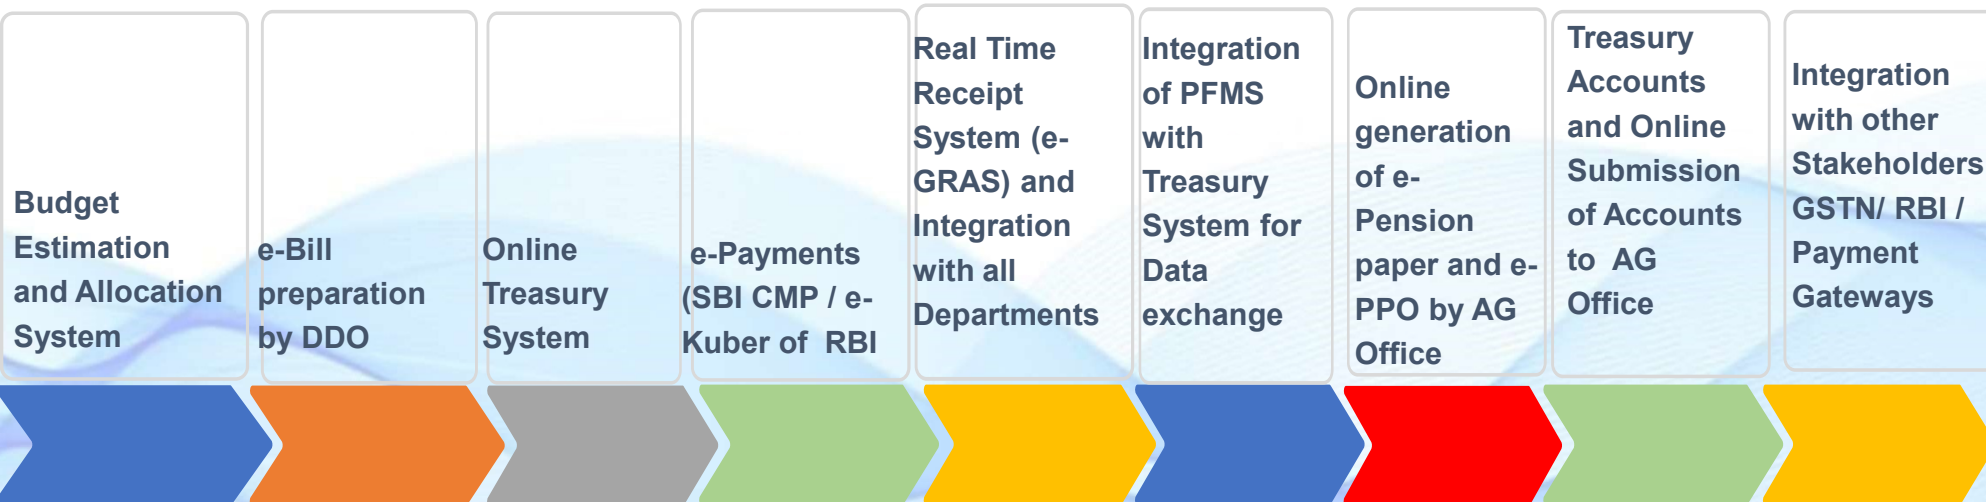 Budget
Estimation
and Allocation
System
e-Bill
preparation
by DDO
Online
Treasury
System
e-Payments
(SBI CMP / e-
Kuber of RBI
Real Time
Receipt
System (e-
GRAS) and
Integration
with all
Departments
Integration
of PFMS
with
Treasury
System for
Data
exchange
Online
generation
of e-
Pension
paper and e-
PPO by AG
Office
Treasury
Accounts
and Online
Submission
of Accounts
to AG
Office
Integration
with other
Stakeholders
GSTN/ RBI /
Payment
Gateways